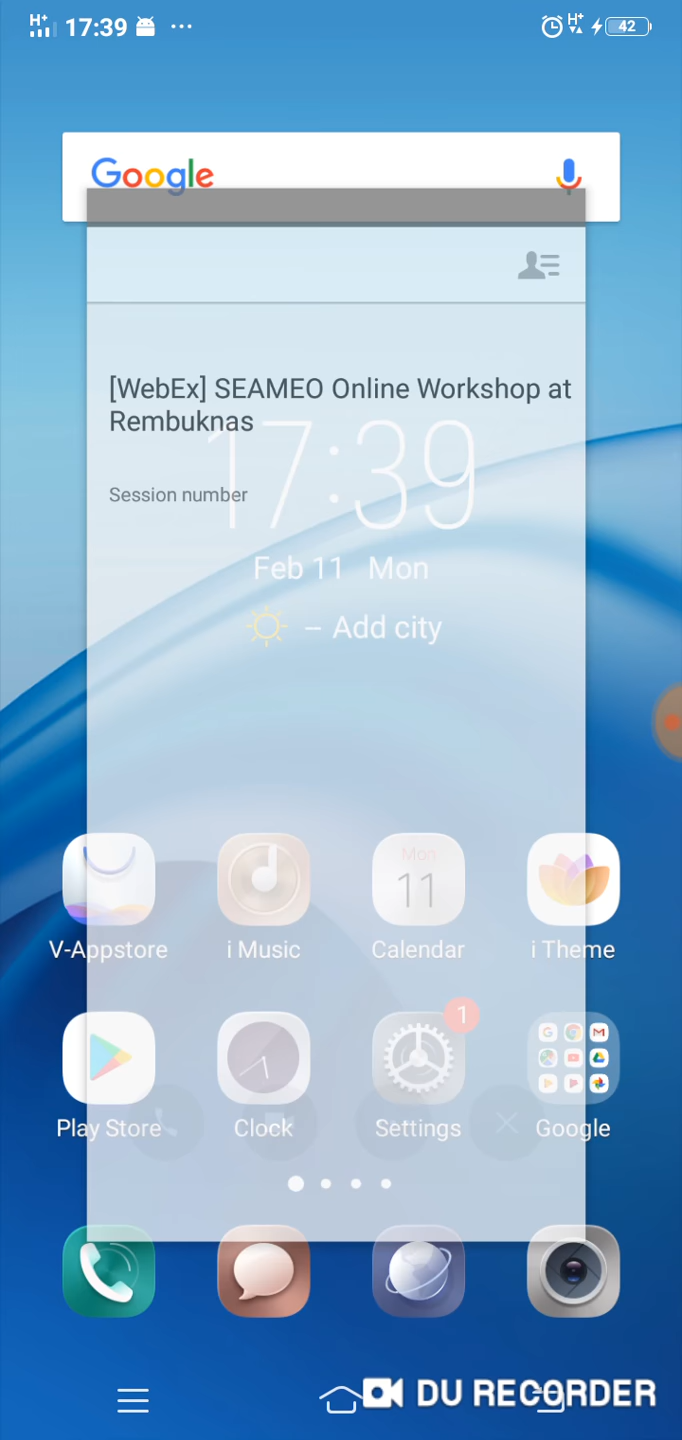 H+ 17:39 ... H+ 42
Google
[WebEx] SEAMEO Online Workshop at
Rembuknas
Session number
17:39
Feb 11 Mon
– Add city
Mon
11
V-Appstore i Music Calendar i Theme
1
G M
Play Store Clock Settings Google
DU RECORDER